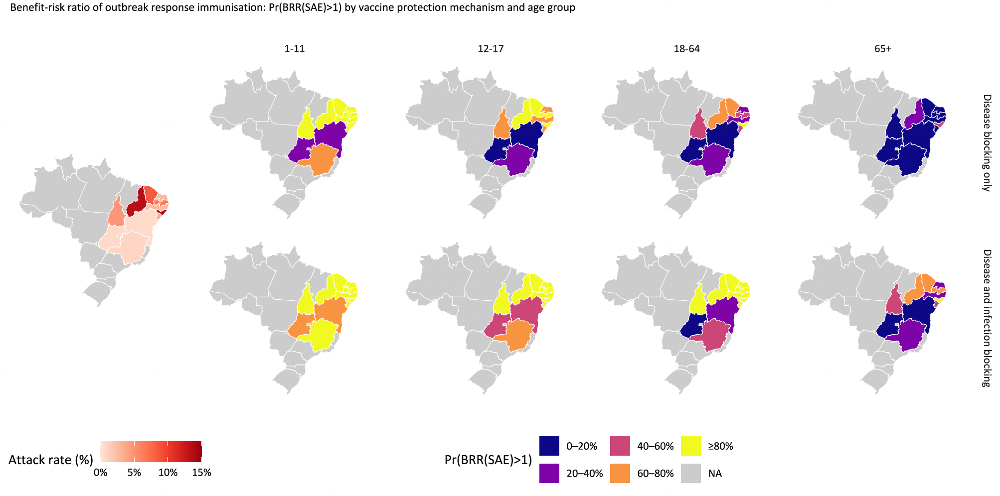 Benefit-risk ratio of outbreak response immunisation: Pr(BRR(SAE)>1) by vaccine protection mechanism and age group
1-11
12-17
18-64
65+
Disease blocking only
Disease and infection blocking
Attack rate (%)
0%
5%
10%
15%
Pr(BRR(SAE)>1)
0–20%
40–60%
≥80%
20–40%
60–80%
NA